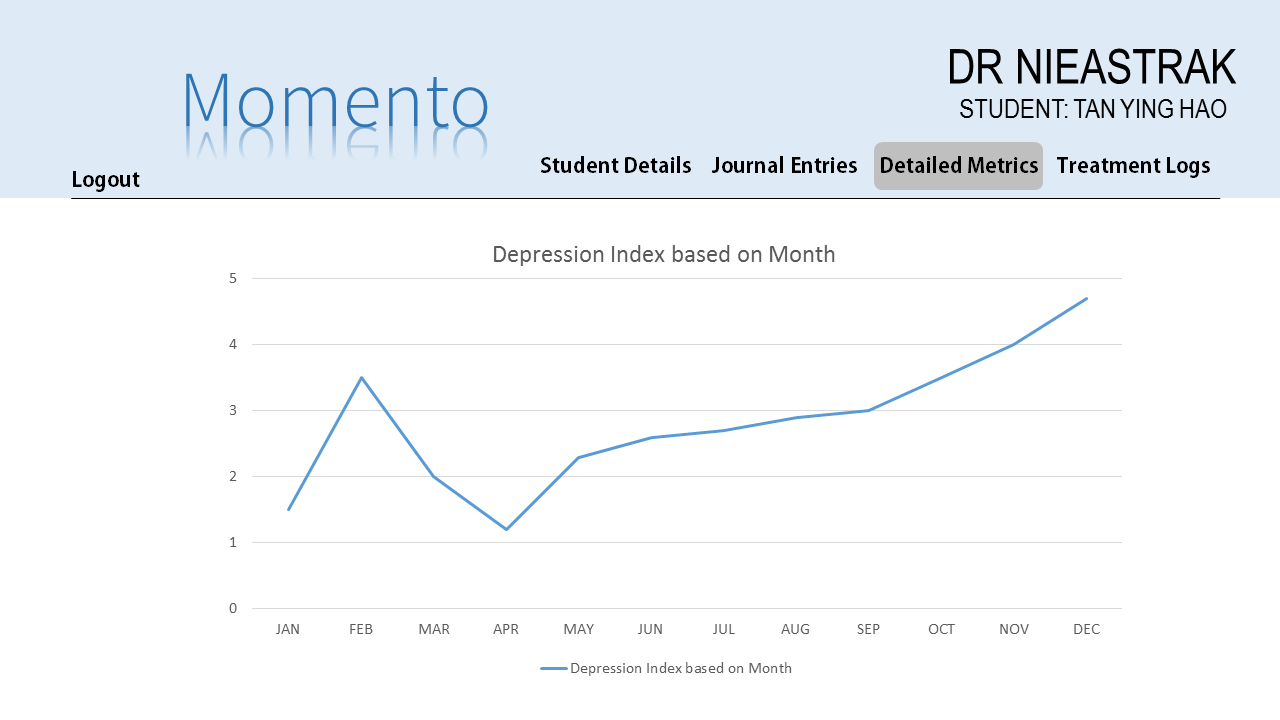 Momento
DR NIEASTRAK
STUDENT: TAN YING HAO
Logout
Student Details
Journal Entries
Detailed Metrics
Treatment Logs
Depression Index based on Month
5
4
3
2
1
0
JAN FEB MAR APR MAY JUN JUL AUG SEP OCT NOV DEC
Depression Index based on Month